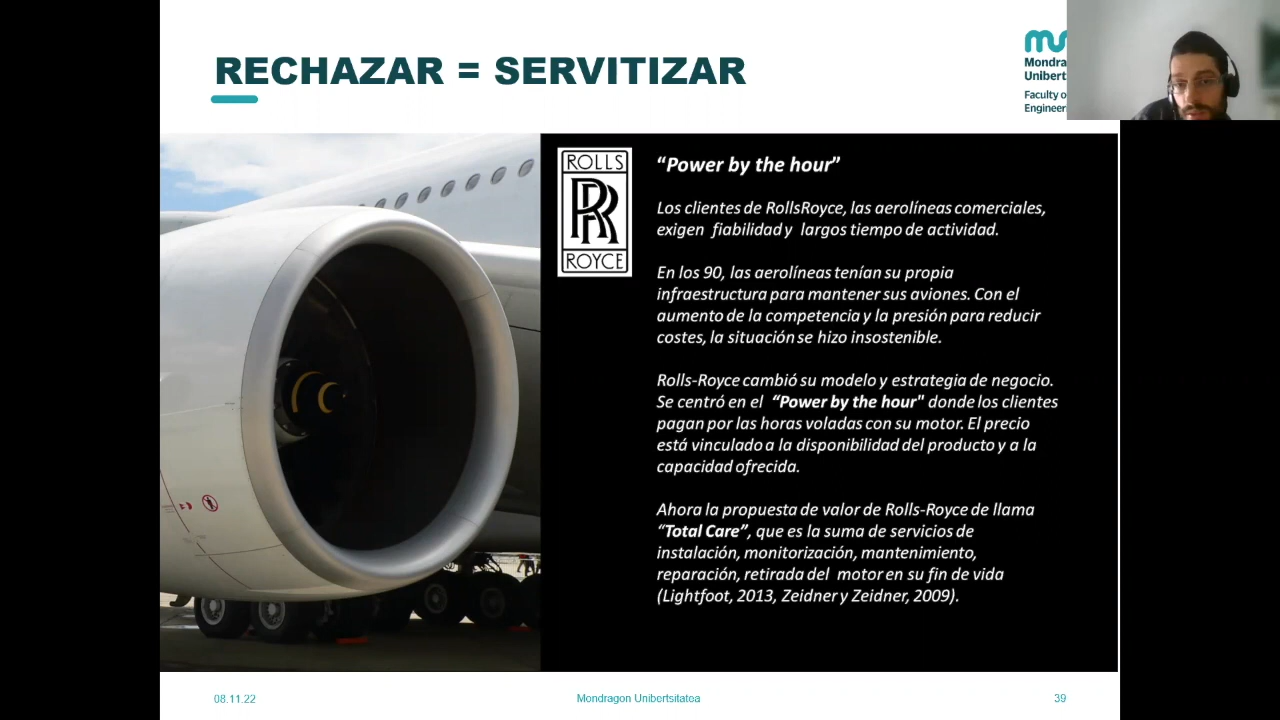 RECHAZAR = SERVITIZAR
Mondra
Unibert
Faculty o
Engineer
ROLLS
RR
ROYCE
“Power by the hour”
Los clientes de RollsRoyce, las aerolíneas comerciales,
exigen fiabilidad y largos tiempo de actividad.
En los 90, las aerolíneas tenían su propia
infraestructura para mantener sus aviones. Con el
aumento de la competencia y la presión para reducir
costes, la situación se hizo insostenible.
Rolls-Royce cambió su modelo y estrategia de negocio.
Se centró en el “Power by the hour" donde los clientes
pagan por las horas voladas con su motor. El precio
está vinculado a la disponibilidad del producto y a la
capacidad ofrecida.
Ahora la propuesta de valor de Rolls-Royce de llama
“Total Care”, que es la suma de servicios de
instalación, monitorización, mantenimiento,
reparación, retirada del motor en su fin de vida
(Lightfoot, 2013, Zeidner y Zeidner, 2009).
08.11.22
Mondragon Unibertsitatea
39